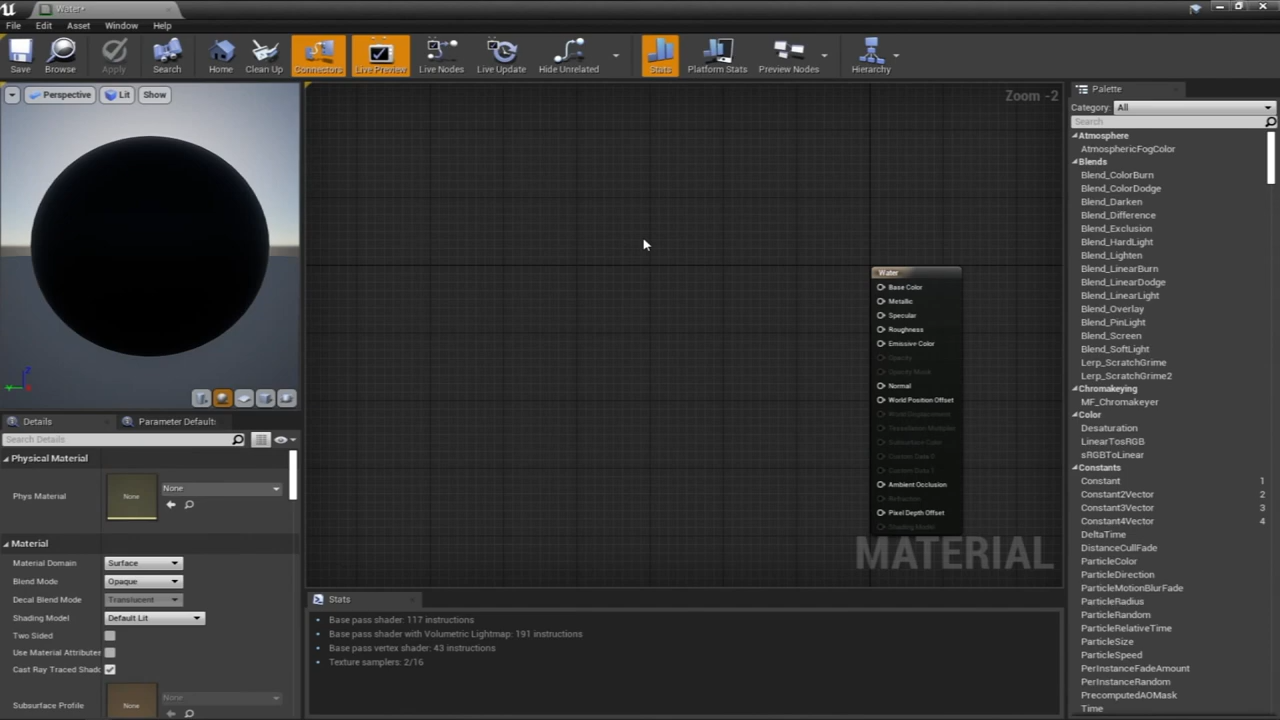 Water*
File Edit Asset Window Help
Save Browse Apply Search Home Clean Up Connectors Live Preview Live Nodes Live Update Hide Unrelated Stats Platform Stats Preview Nodes Hierarchy
Perspective Lit Show
Zoom -2
Water
Base Color
Metallic
Specular
Roughness
Emissive Color
Opacity
Opacity Mask
Normal
World Position Offset
World Displacement
Tessellation Multiplier
Subsurface Color
Custom Data 0
Custom Data 1
Ambient Occlusion
Refraction
Pixel Depth Offset
Shading Model
MATERIAL
Details Parameter Default:
Search Details
Physical Material
Phys Material
None
None
Material
Material Domain Surface
Blend Mode Opaque
Decal Blend Mode Translucent
Shading Model Default Lit
Two Sided
Use Material Attributes
Cast Ray Traced Shado
Subsurface Profile
None
None
Stats
Base pass shader: 117 instructions
Base pass shader with Volumetric Lightmap: 191 instructions
Base pass vertex shader: 43 instructions
Texture samplers: 2/16
Palette
Category: All
Search
Atmosphere
AtmosphericFogColor
Blends
Blend_ColorBurn
Blend_ColorDodge
Blend_Darken
Blend_Difference
Blend_Exclusion
Blend_HardLight
Blend_Lighten
Blend_LinearBurn
Blend_LinearDodge
Blend_LinearLight
Blend_Overlay
Blend_PinLight
Blend_Screen
Blend_SoftLight
Lerp_ScratchGrime
Lerp_ScratchGrime2
Chromakeying
MF_Chromakeyer
Color
Desaturation
LinearTosRGB
sRGBToLinear
Constants
Constant 1
Constant2Vector 2
Constant3Vector 3
Constant4Vector 4
DeltaTime
DistanceCullFade
ParticleColor
ParticleDirection
ParticleMotionBlurFade
ParticleRadius
ParticleRandom
ParticleRelativeTime
ParticleSize
ParticleSpeed
PerInstanceFadeAmount
PerInstanceRandom
PrecomputedAOMask
Time